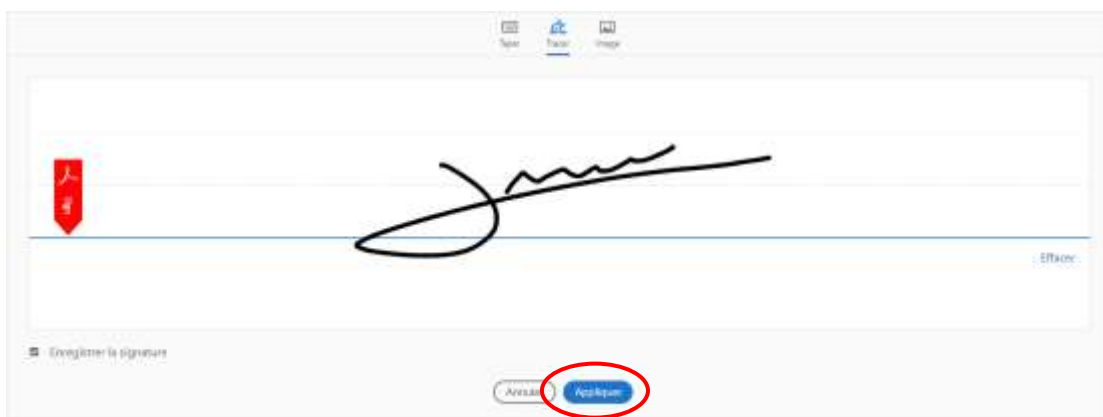 Taper Tracer Image
Effacer
Enregistrer la signature
Annuler Appliquer